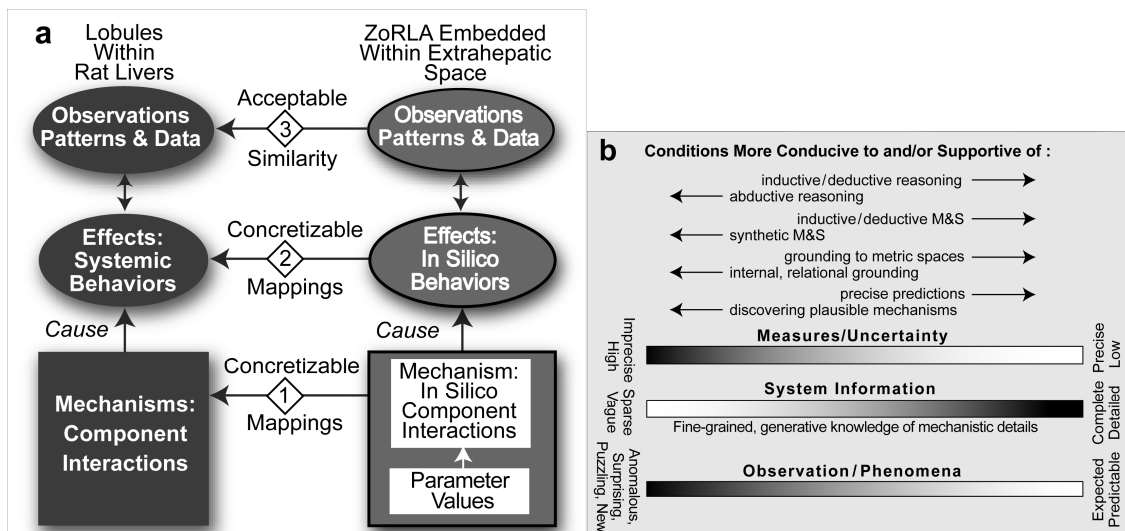 a
Lobules
Within
Rat Livers
ZoRLA Embedded
Within Extrahepatic
Space
Observations
Patterns & Data
Acceptable
3
Similarity
Observations
Patterns & Data
Effects:
Systemic
Behaviors
Concretizable
2
Mappings
Effects:
In Silico
Behaviors
Cause
Cause
Mechanisms:
Component
Interactions
Concretizable
1
Mappings
Mechanism:
In Silico
Component
Interactions
Parameter
Values
b
Conditions More Conducive to and/or Supportive of :
inductive/deductive reasoning
abductive reasoning
inductive/deductive M&S
synthetic M&S
grounding to metric spaces
internal, relational grounding
precise predictions
discovering plausible mechanisms
Measures/Uncertainty
Imprecise
High
Precise
Low
System Information
Sparse
Vague
Complete
Detailed
Fine-grained, generative knowledge of mechanistic details
Observation/Phenomena
Anomalous,
Surprising,
Puzzling, New
Expected
Predictable